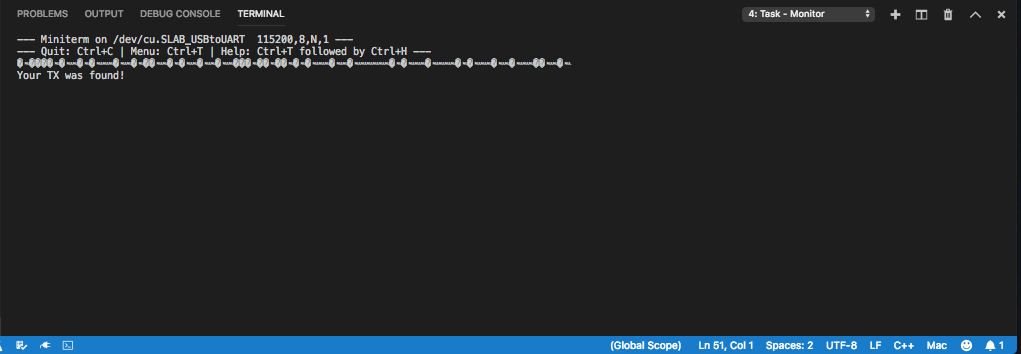 PROBLEMS OUTPUT DEBUG CONSOLE TERMINAL 4: Task - Monitor
--- Miniterm on /dev/cu.SLAB_USBtoUART 115200,8,N,1 ---
--- Quit: Ctrl+C | Menu: Ctrl+T | Help: Ctrl+T followed by Ctrl+H ---
Your TX was found!
(Global Scope) Ln 51, Col 1 Spaces: 2 UTF-8 LF C++ Mac 1